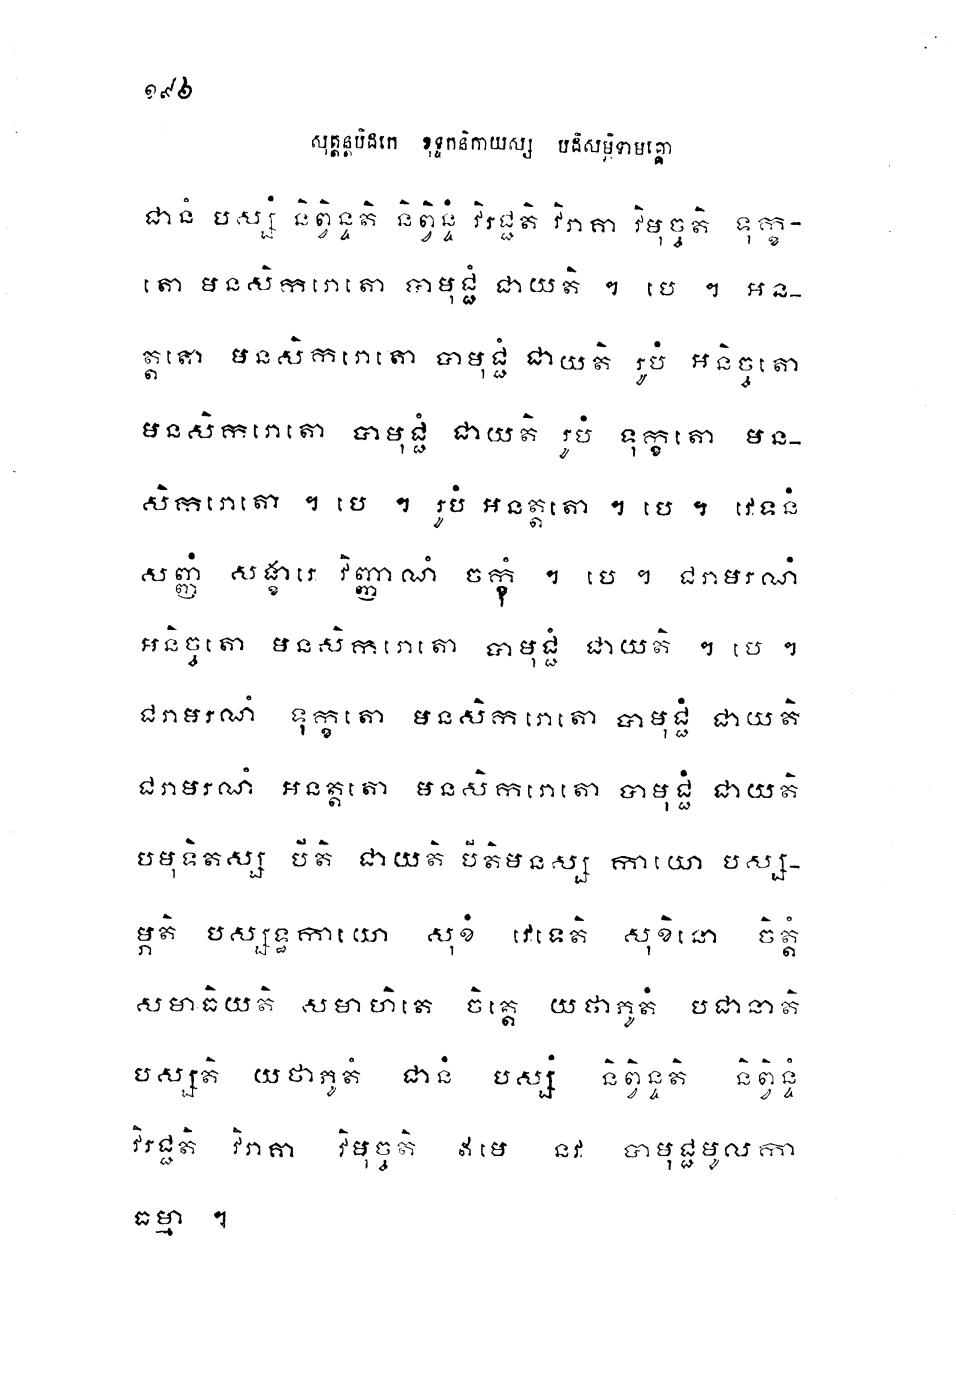 ១៩៦
សុត្តន្តបិដកេ ខុទ្ទកនិកាយស្ស បដិសម្ភិទាមគ្គោ
ជានំ បស្សំ និព្វិន្ទតិ និព្វិន្ទំ វិរជ្ជតិ វិរាគា វិមុច្ចតិ ទុក្ខ-
តោ មនសិការោតោ បាមុជ្ជំ ជាយតិ ។ បេ ។ អន-
ត្តតោ មនសិការោតោ បាមុជ្ជំ ជាយតិ រូបំ អនិច្ចតោ
មនសិការោតោ បាមុជ្ជំ ជាយតិ រូបំ ទុក្ខតោ មន-
សិការោតោ ។ បេ ។ រូបំ អនត្តតោ ។ បេ ។ វេទនំ
សញ្ញំ សង្ខារេ វិញ្ញាណំ ចក្ខុំ ។ បេ ។ ជរាមរណំ
អនិច្ចតោ មនសិការោតោ បាមុជ្ជំ ជាយតិ ។ បេ ។
ជរាមរណំ ទុក្ខតោ មនសិការោតោ បាមុជ្ជំ ជាយតិ
ជរាមរណំ អនត្តតោ មនសិការោតោ បាមុជ្ជំ ជាយតិ
បមុទិតស្ស បីតិ ជាយតិ បីតិមនស្ស កាយោ បស្ស-
ម្ភតិ បស្សទ្ធកាយោ សុខំ វេទេតិ សុខិនោ ចិត្តំ
សមាធិយតិ សមាហិតេ ចិត្តេ យថាភូតំ បជានាតិ
បស្សតិ យថាភូតំ ជានំ បស្សំ និព្វិន្ទតិ និព្វិន្ទំ
វិរជ្ជតិ វិរាគា វិមុច្ចតិ ឥមេ នវ បាមុជ្ជមូលកា
ធម្មា ។